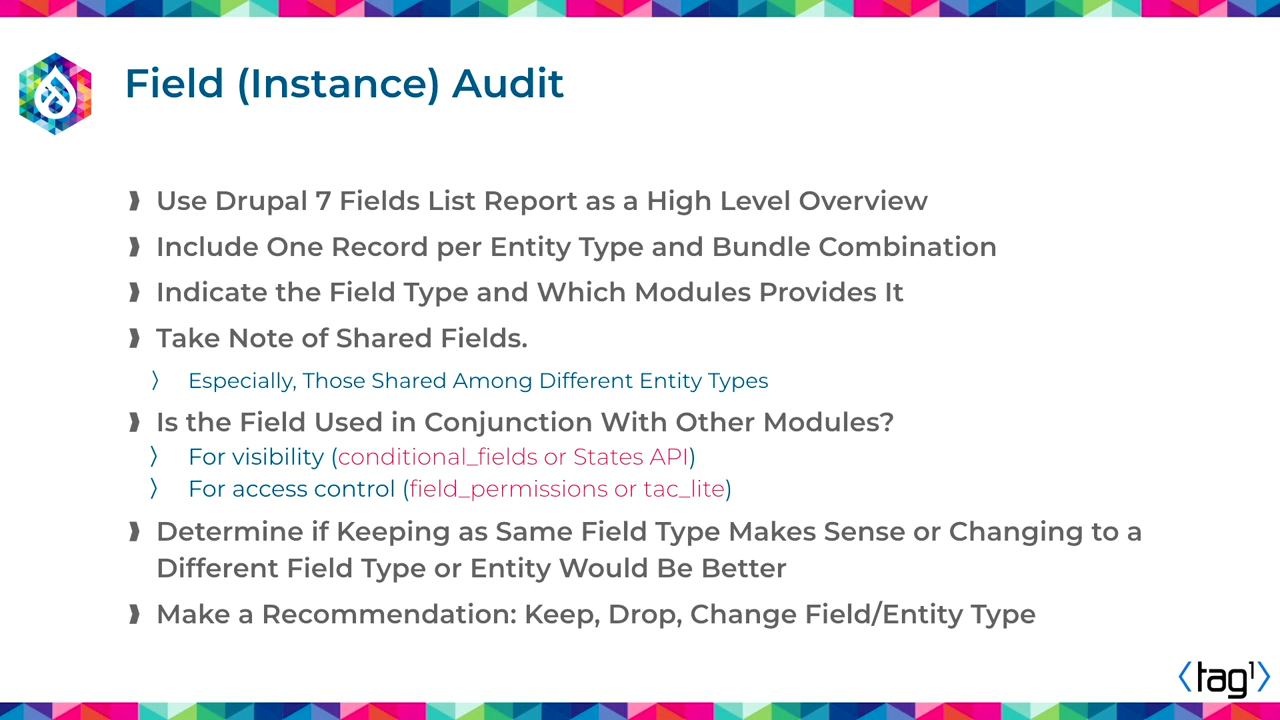 Field (Instance) Audit
Use Drupal 7 Fields List Report as a High Level Overview
Include One Record per Entity Type and Bundle Combination
Indicate the Field Type and Which Modules Provides It
Take Note of Shared Fields.
Especially, Those Shared Among Different Entity Types
Is the Field Used in Conjunction With Other Modules?
For visibility (conditional_fields or States API)
For access control (field_permissions or tac_lite)
Determine if Keeping as Same Field Type Makes Sense or Changing to a
Different Field Type or Entity Would Be Better
Make a Recommendation: Keep, Drop, Change Field/Entity Type
⟨tag¹⟩